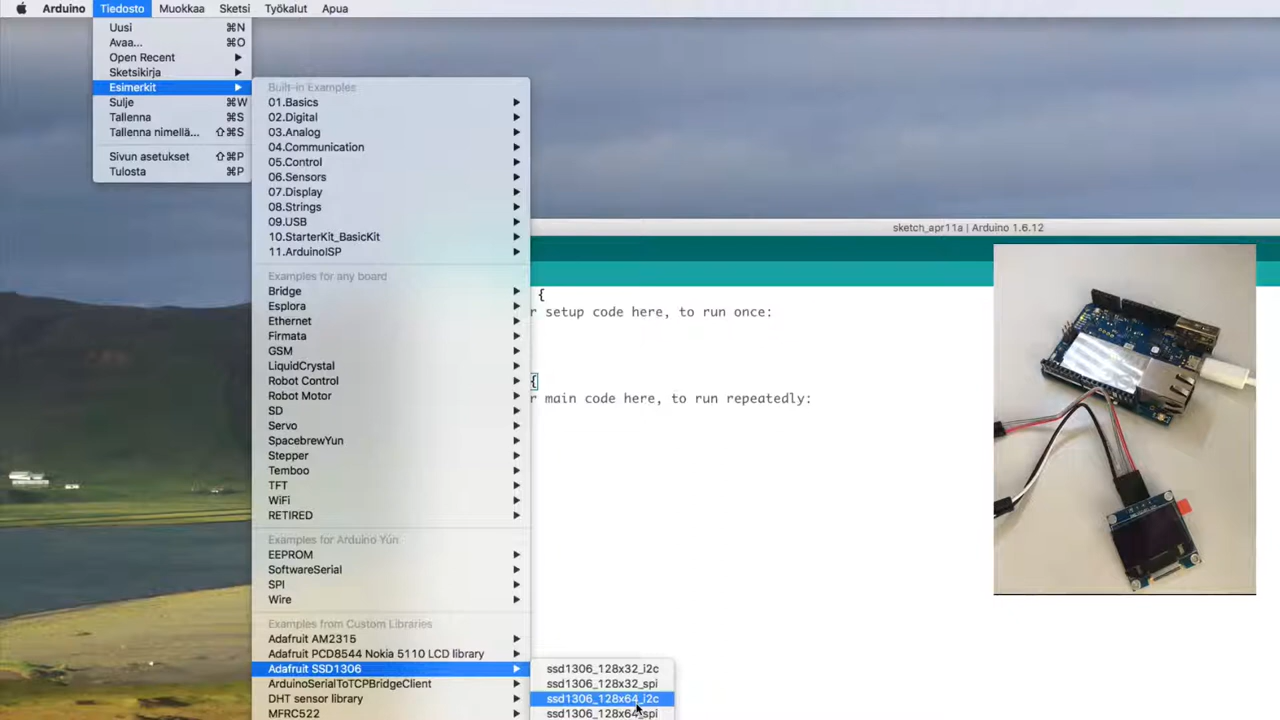 Arduino Tiedosto Muokkaa Sketsi Työkalut Apua
Uusi ⌘N
Avaa... ⌘O
Open Recent
Sketsikirja
Esimerkit
Sulje ⌘W
Tallenna ⌘S
Tallenna nimellä... ⇧⌘S
Sivun asetukset ⇧⌘P
Tulosta ⌘P
Built-in Examples
01.Basics
02.Digital
03.Analog
04.Communication
05.Control
06.Sensors
07.Display
08.Strings
09.USB
10.StarterKit_BasicKit
11.ArduinoISP
Examples for any board
Bridge
Esplora
Ethernet
Firmata
GSM
LiquidCrystal
Robot Control
Robot Motor
SD
Servo
SpacebrewYun
Stepper
Temboo
TFT
WiFi
RETIRED
Examples for Arduino Yún
EEPROM
SoftwareSerial
SPI
Wire
Examples from Custom Libraries
Adafruit AM2315
Adafruit PCD8544 Nokia 5110 LCD library
Adafruit SSD1306
ArduinoSerialToTCPBridgeClient
DHT sensor library
MFRC522
ssd1306_128x32_i2c
ssd1306_128x32_spi
ssd1306_128x64_i2c
ssd1306_128x64_spi
sketch_apr11a | Arduino 1.6.12
{
r setup code here, to run once:
{
r main code here, to run repeatedly: